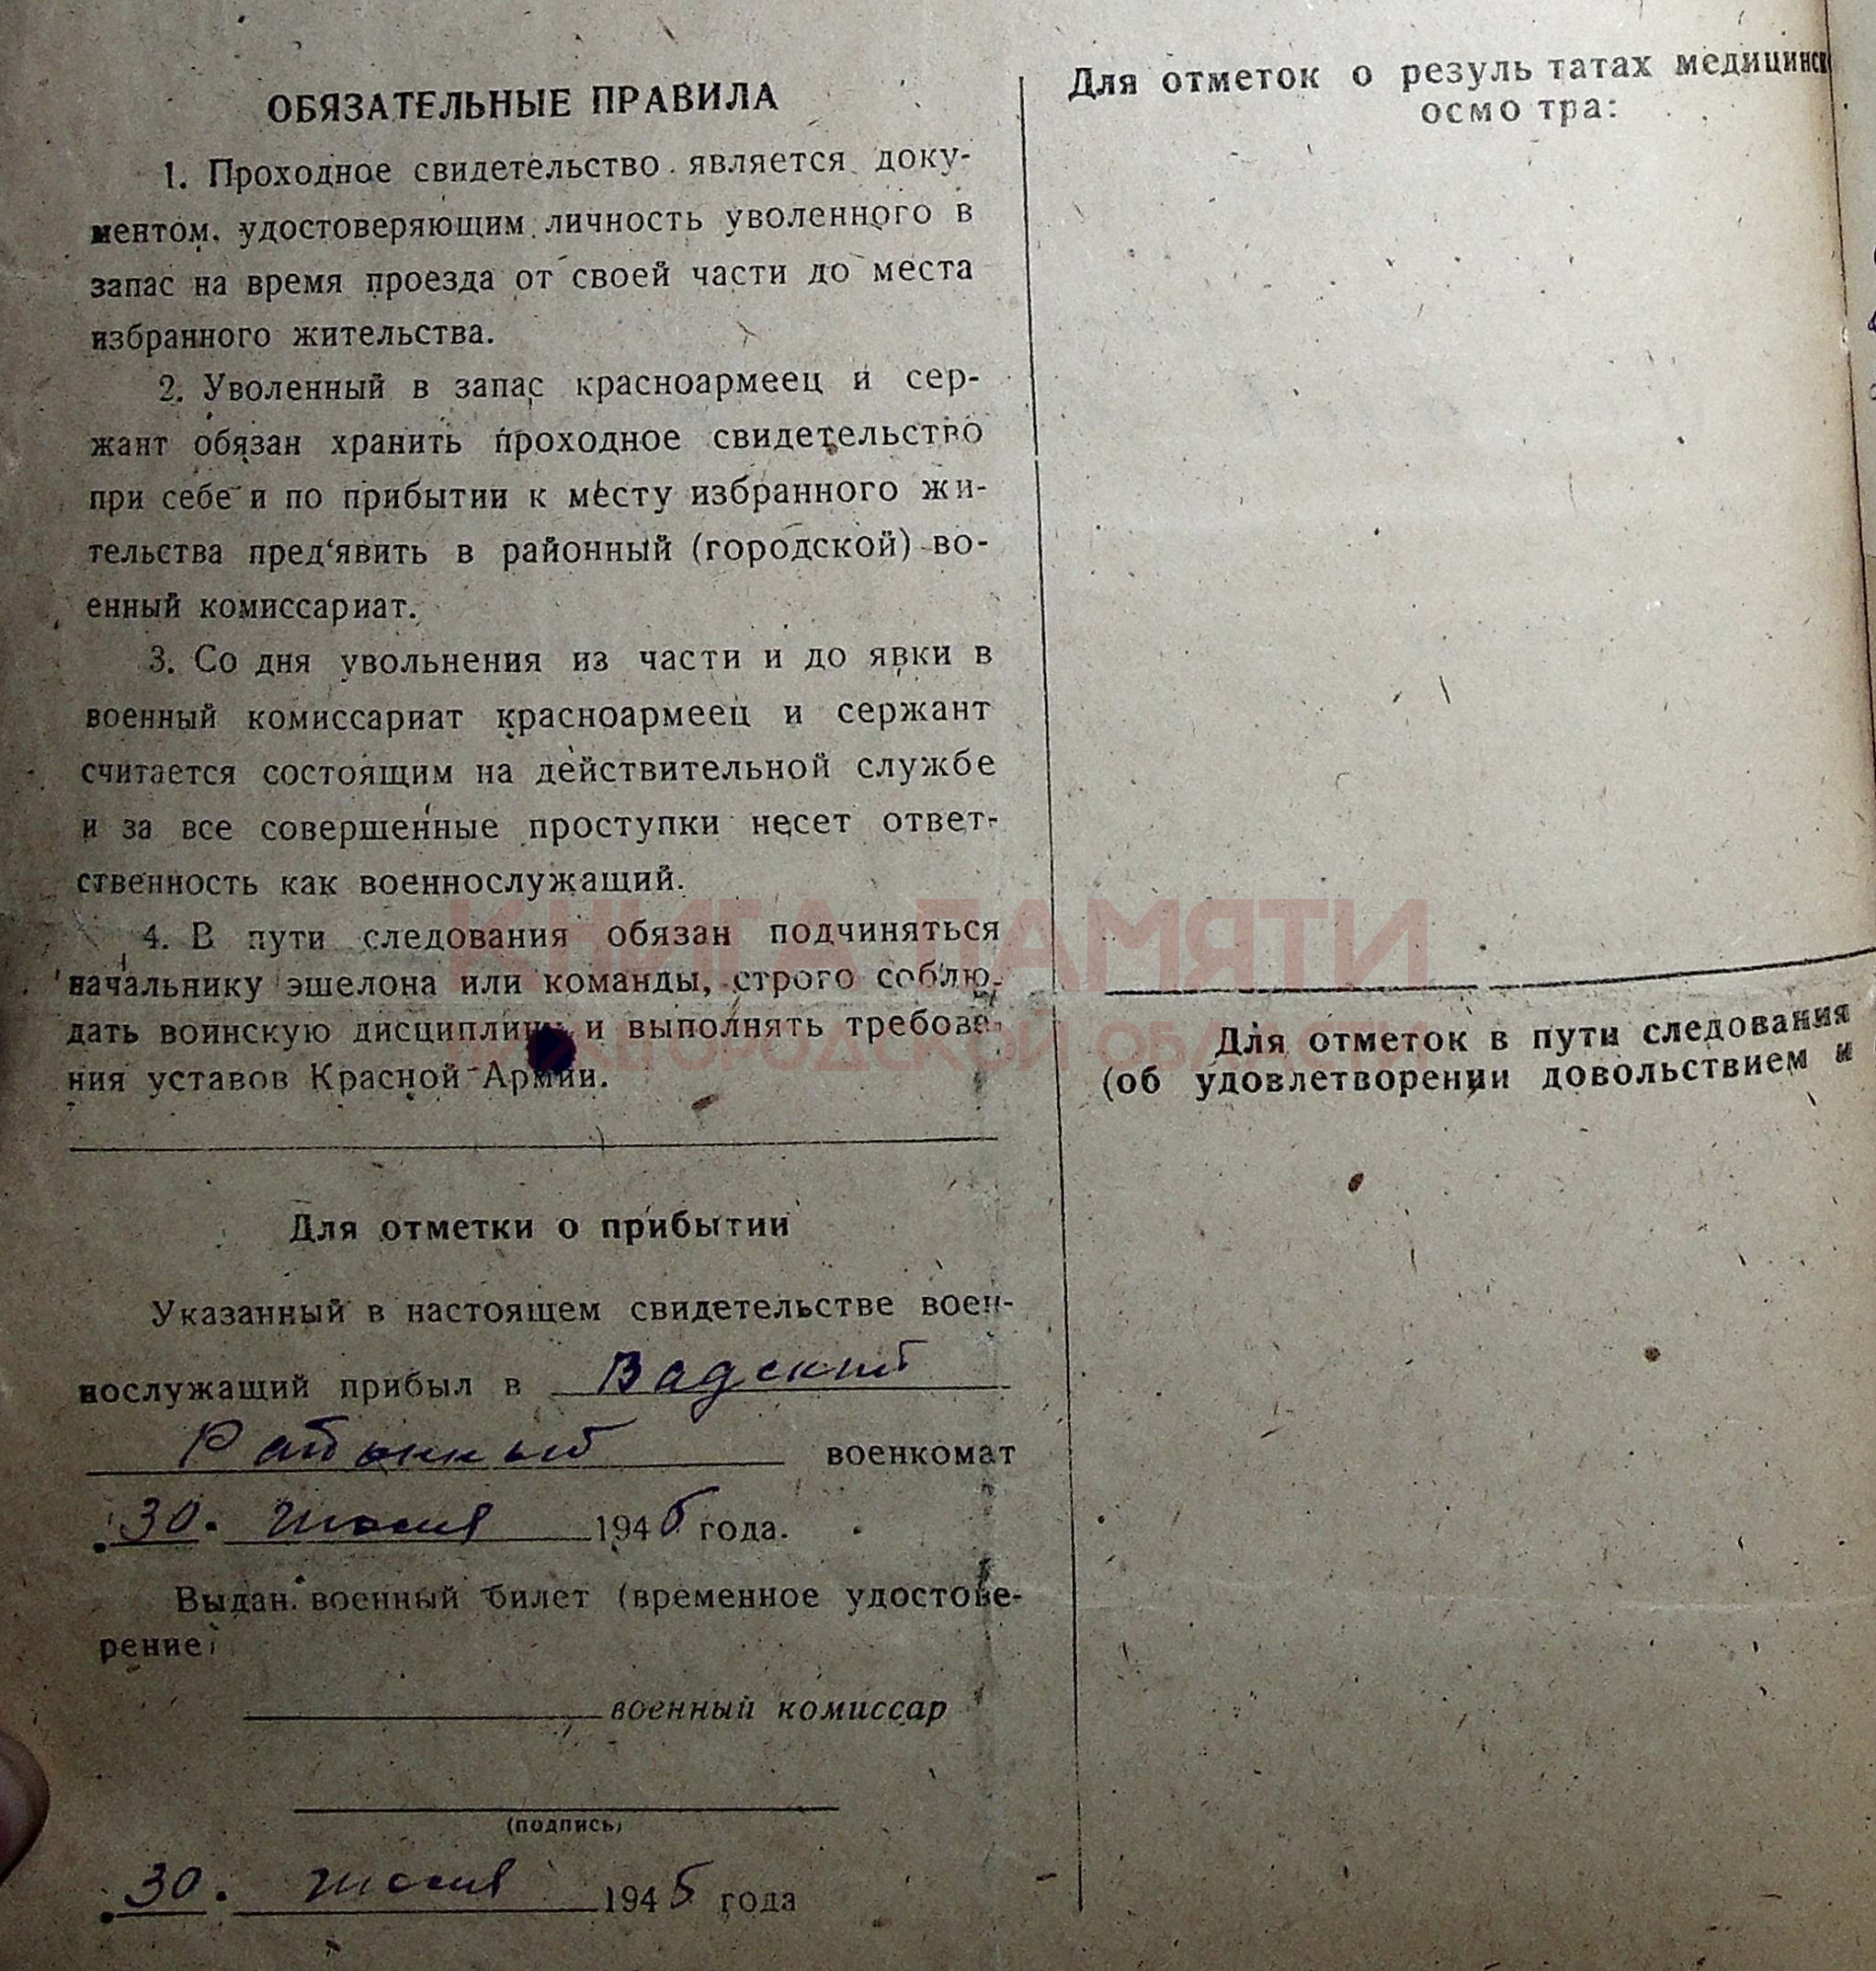 ОБЯЗАТЕЛЬНЫЕ ПРАВИЛА
1. Проходное свидетельство является доку-
ментом, удостоверяющим личность уволенного в
запас на время проезда от своей части до места
избранного жительства.
2. Уволенный в запас красноармеец и сер-
жант обязан хранить проходное свидетельство
при себе и по прибытии к месту избранного жи-
тельства пред‘явить в районный (городской) во-
енный комиссариат.
3. Со дня увольнения из части и до явки в
военный комиссариат красноармеец и сержант
считается состоящим на действительной службе
и за все совершенные проступки несет ответ-
ственность как военнослужащий.
4. В пути следования обязан подчиняться
начальнику эшелона или команды, строго соблю-
дать воинскую дисциплину и выполнять требова-
ния уставов Красной Армии.
Для отметки о прибытии
Указанный в настоящем свидетельстве воен-
нослужащий прибыл в Вадский
Районный военкомат
30. июля 1945 года.
Выдан военный билет (временное удостове-
рение)
военный комиссар
(подпись)
30. июля 1945 года
Для отметок о результатах медицинск
осмотра:
КНИГА ПАМЯТИ
НИЖЕГОРОДСКОЙ
Для отметок в пути следования
(об удовлетворении довольствием и